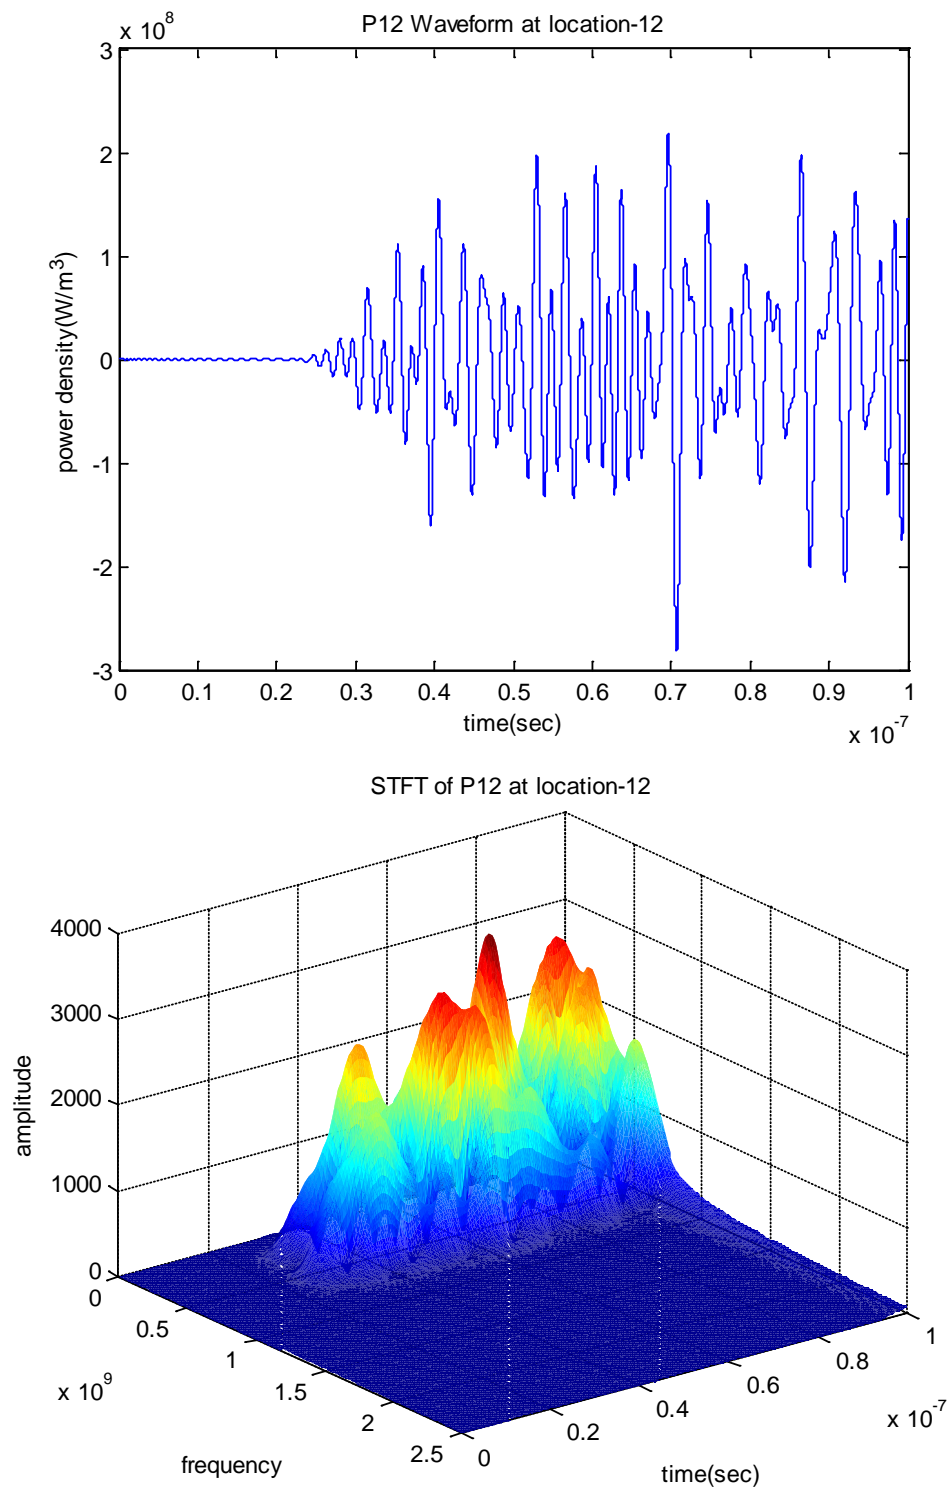 P12 Waveform at location-12
x 10^8
3
2
1
0
-1
-2
-3
power density(W/m^3)
0 0.1 0.2 0.3 0.4 0.5 0.6 0.7 0.8 0.9 1
time(sec)
x 10^-7
STFT of P12 at location-12
4000
3000
2000
1000
0
amplitude
0
0.5
1
1.5
2
2.5
x 10^9
frequency
0
0.2
0.4
0.6
0.8
1
x 10^-7
time(sec)